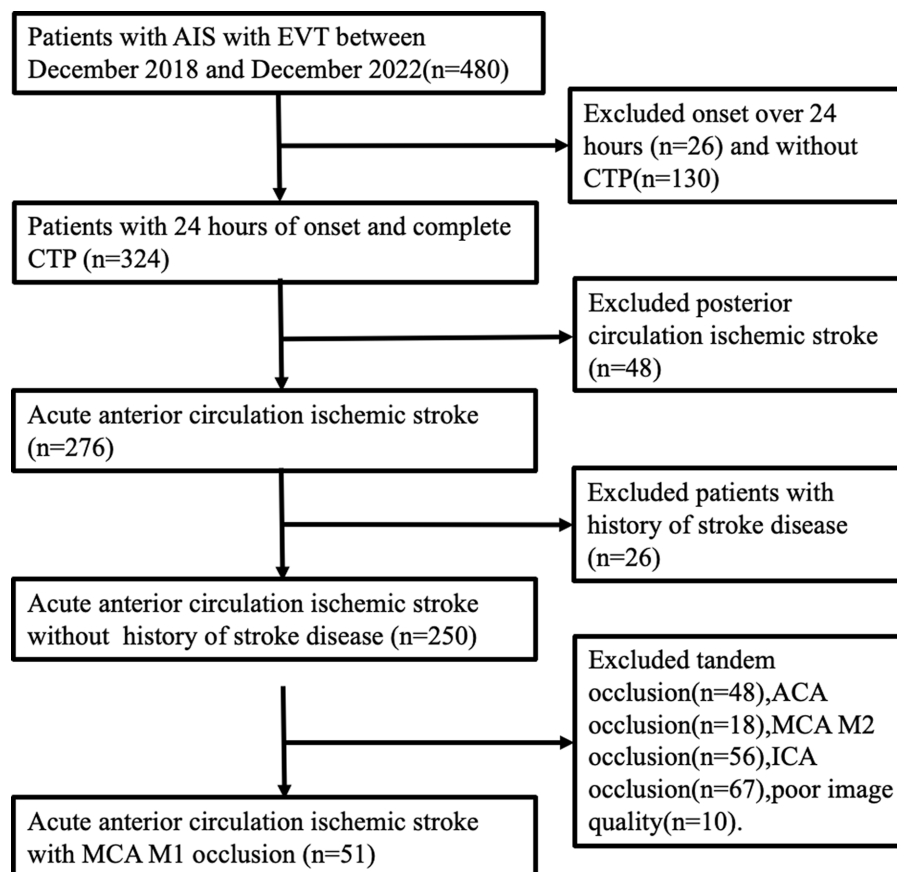 Patients with AIS with EVT between
December 2018 and December 2022(n=480)
Excluded onset over 24
hours (n=26) and without
CTP(n=130)
Patients with 24 hours of onset and complete
CTP (n=324)
Excluded posterior
circulation ischemic stroke
(n=48)
Acute anterior circulation ischemic stroke
(n=276)
Excluded patients with
history of stroke disease
(n=26)
Acute anterior circulation ischemic stroke
without  history of stroke disease (n=250)
Excluded tandem
occlusion(n=48),ACA
occlusion(n=18),MCA M2
occlusion(n=56),ICA
occlusion(n=67),poor image
quality(n=10).
Acute anterior circulation ischemic stroke
with MCA M1 occlusion (n=51)